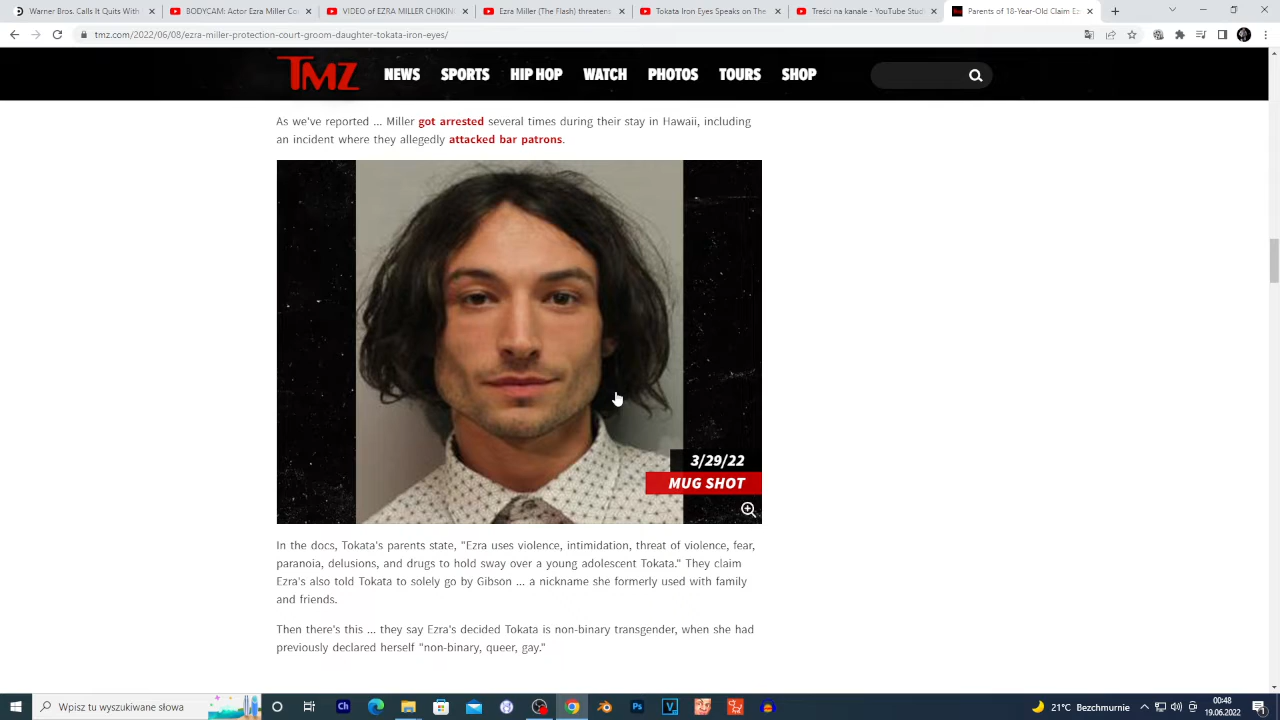 Warner Bros. Calls It Quits With
BODYCAM: Actor Ezra Miller Co
VIDEO of EZRA MILLER CHOKIN
Ezra Miller (The Flash) threaten
Tokata Iron Eyes Speaks on The
Treści na kanale - YouTube Stud
Parents of 18-Year-Old Claim E
tmz.com/2022/06/08/ezra-miller-protection-court-groom-daughter-tokata-iron-eyes/
TMZ NEWS SPORTS HIP HOP WATCH PHOTOS TOURS SHOP
As we've reported ... Miller got arrested several times during their stay in Hawaii, including
an incident where they allegedly attacked bar patrons.
3/29/22
MUG SHOT
In the docs, Tokata's parents state, "Ezra uses violence, intimidation, threat of violence, fear,
paranoia, delusions, and drugs to hold sway over a young adolescent Tokata." They claim
Ezra's also told Tokata to solely go by Gibson ... a nickname she formerly used with family
and friends.
Then there's this ... they say Ezra's decided Tokata is non-binary transgender, when she had
previously declared herself "non-binary, queer, gay."
Wpisz tu wyszukiwane słowa
Ch
Ps
21°C Bezchmurnie
00:48
19.06.2022